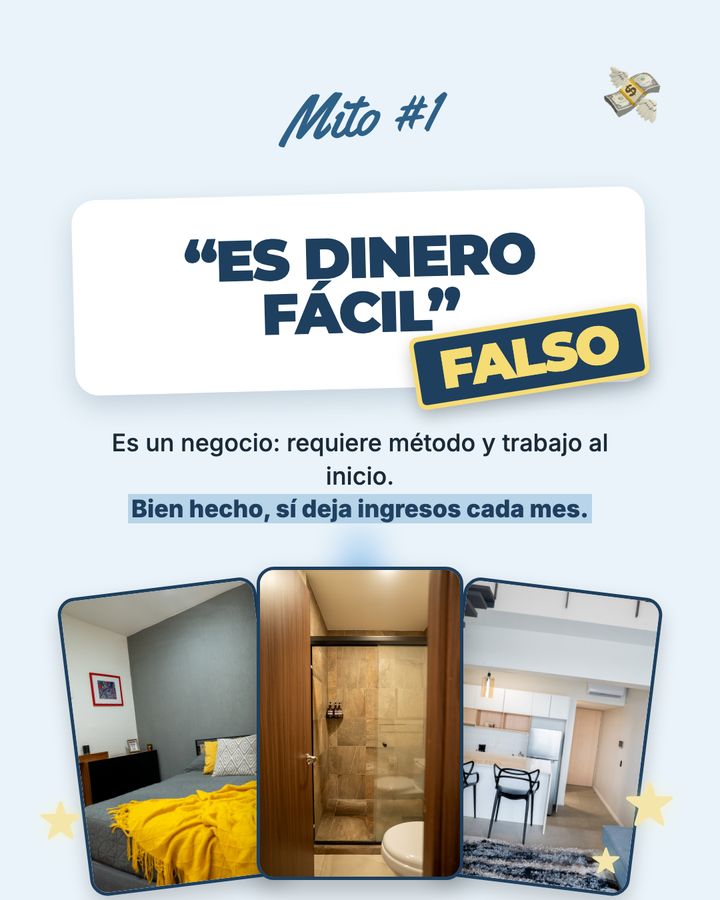 Mito #1
“ES DINERO
FÁCIL”
FALSO
Es un negocio: requiere método y trabajo al
inicio.
Bien hecho, sí deja ingresos cada mes.